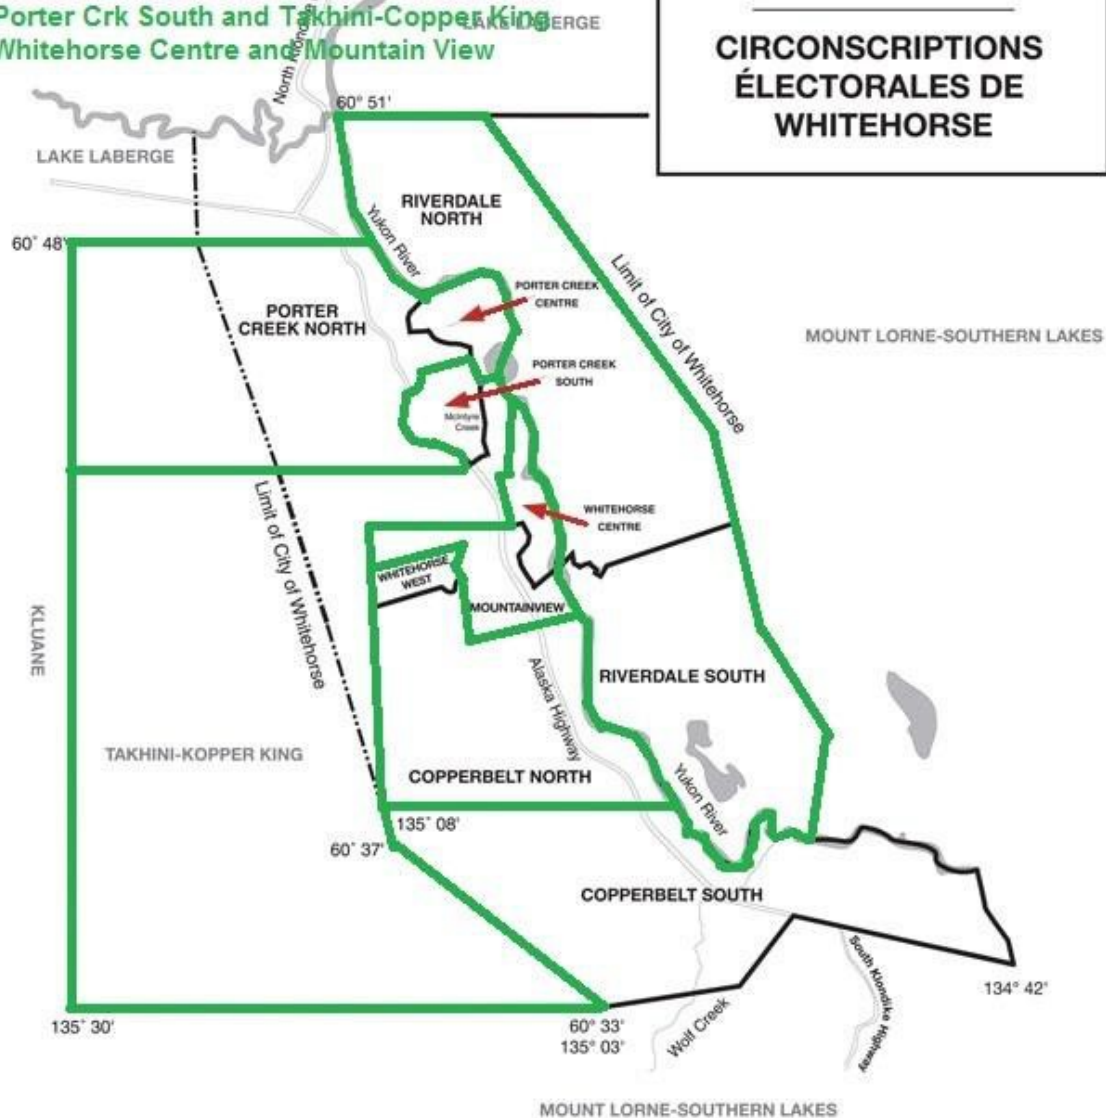 Porter Crk South and Takhini-Copper King
LAKE LABERGE
Whitehorse Centre and Mountain View
CIRCONSCRIPTIONS
ÉLECTORALES DE
WHITEHORSE
60° 51'
LAKE LABERGE
RIVERDALE
NORTH
Yukon River
60° 48'
PORTER CREEK
CENTRE
PORTER
CREEK NORTH
Limit of City of Whitehorse
MOUNT LORNE-SOUTHERN LAKES
PORTER CREEK
SOUTH
McIntyre
Creek
Limit of City of Whitehorse
WHITEHORSE
CENTRE
WHITEHORSE
WEST
MOUNTAINVIEW
KLUANE
RIVERDALE SOUTH
Alaska Highway
TAKHINI-KOPPER KING
COPPERBELT NORTH
Yukon River
135° 08'
60° 37'
COPPERBELT SOUTH
South Klondike Highway
134° 42'
135° 30'
60° 33'
135° 03'
Wolf Creek
MOUNT LORNE-SOUTHERN LAKES